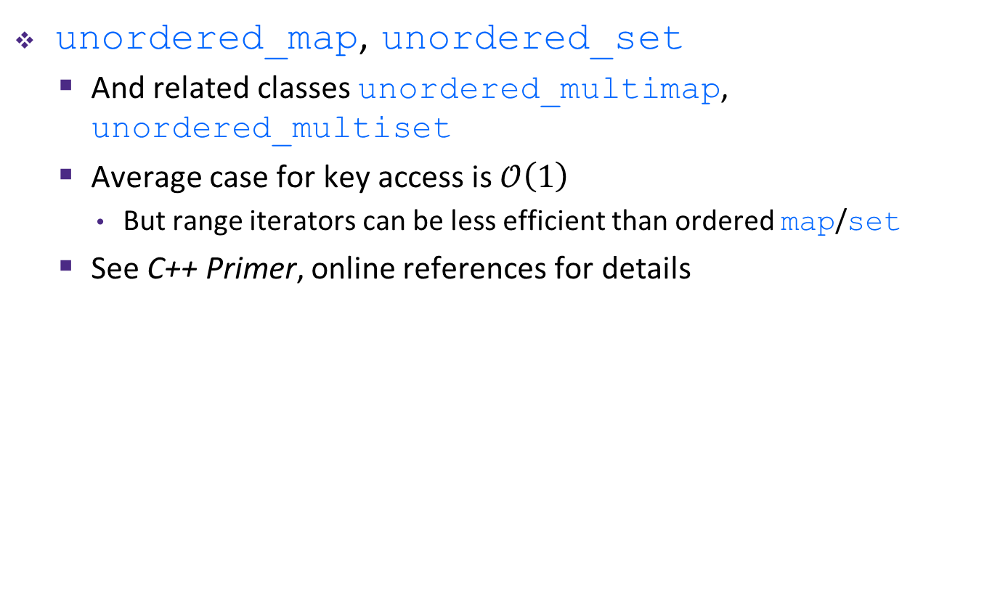 ❖ unordered_map, unordered_set
▪ And related classes unordered_multimap,
unordered_multiset
▪ Average case for key access is 𝒪(1)
• But range iterators can be less efficient than ordered map/set
▪ See C++ Primer, online references for details